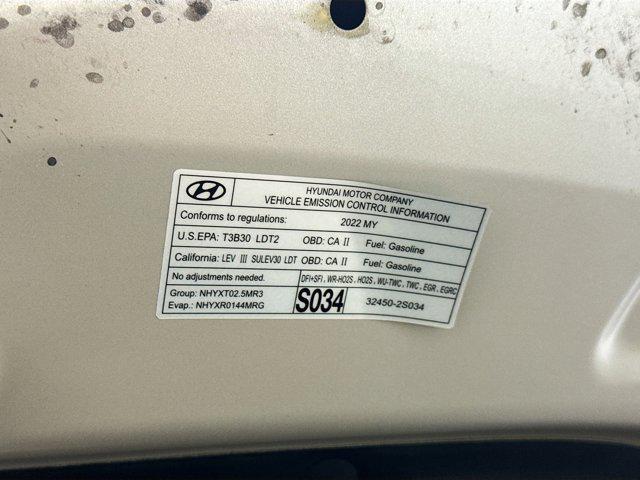 HYUNDAI MOTOR COMPANY
VEHICLE EMISSION CONTROL INFORMATION
Conforms to regulations: 2022 MY
U.S.EPA: T3B30 LDT2 OBD: CA II Fuel: Gasoline
California: LEV III SULEV30 LDT OBD: CA II Fuel: Gasoline
No adjustments needed. DFI+SFI, WR-HO2S, HO2S, WU-TWC, TWC, EGR, EGRC
Group: NHYXT02.5MR3
Evap.: NHYXR0144MRG
S034 32450-2S034